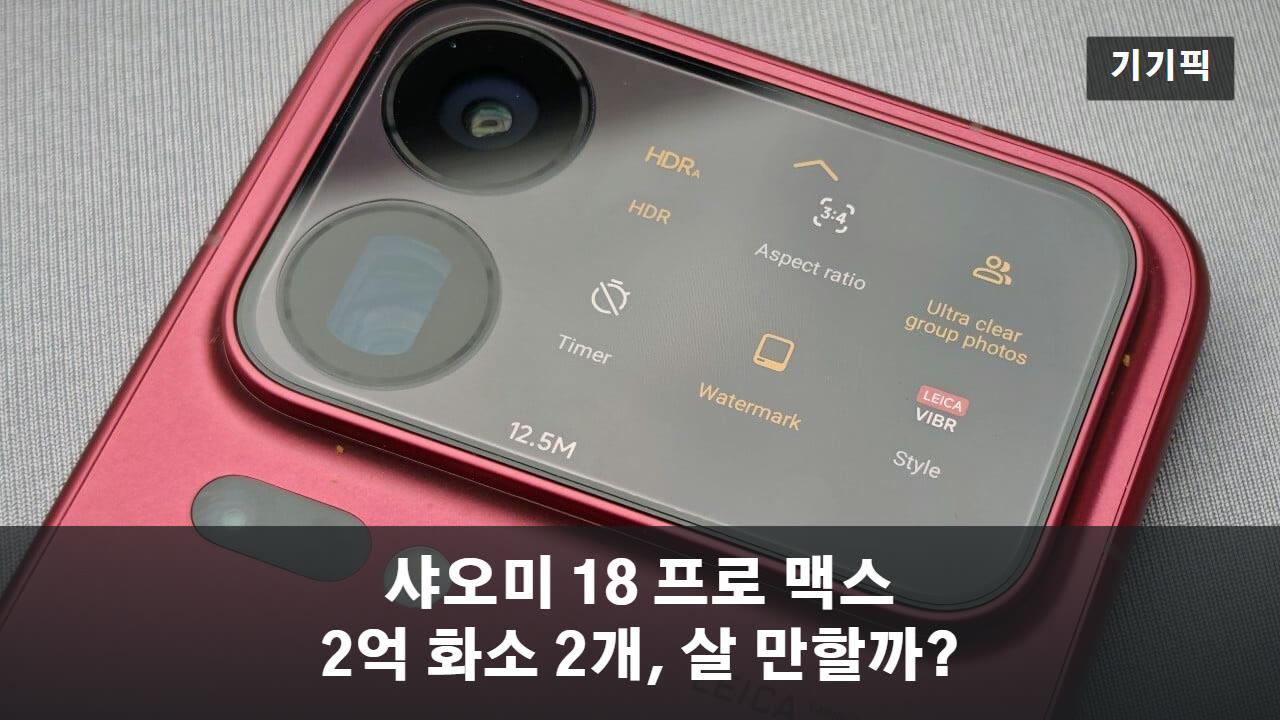 기기픽
HDRA
HDR
3:4
Aspect ratio
Ultra clear
group photos
Timer
Watermark
LEICA
VIBR
Style
12.5M
샤오미 18 프로 맥스
2억 화소 2개, 살 만할까?
LEICA